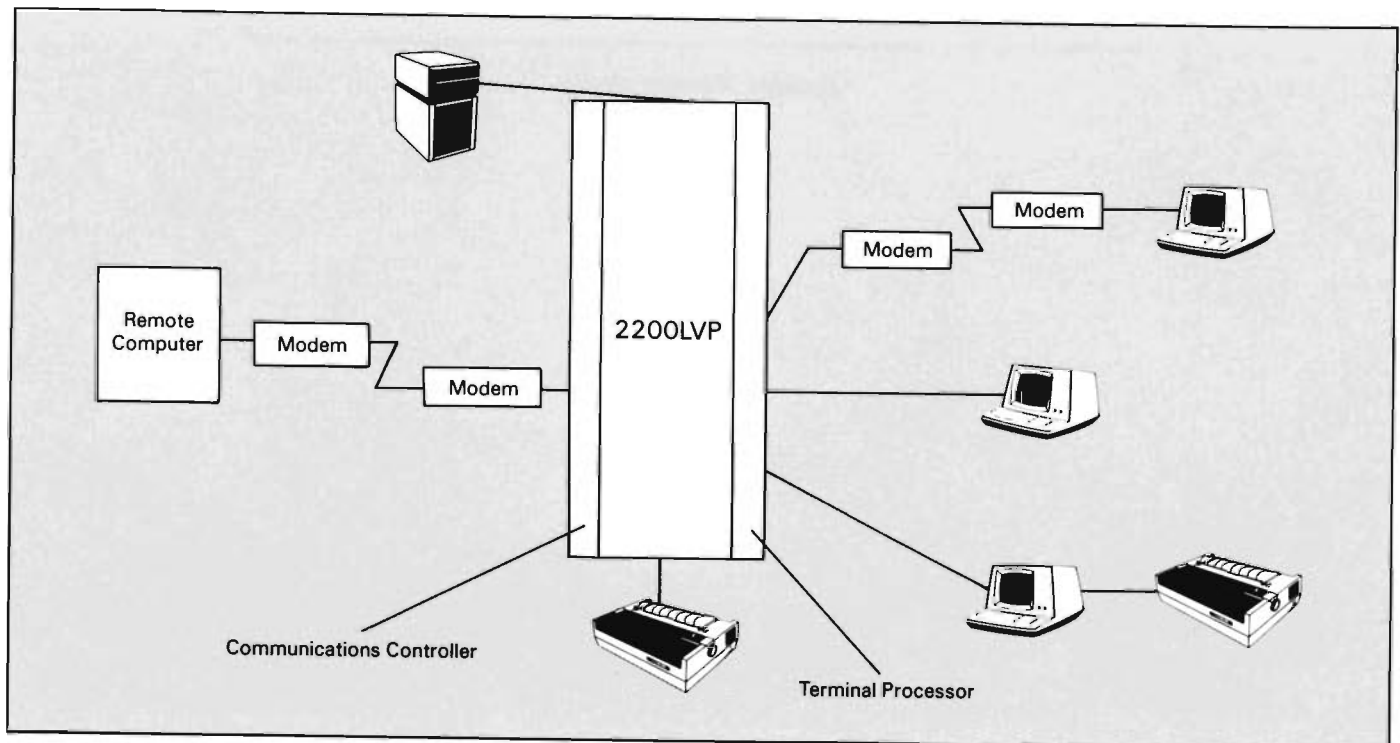 Modem
Modem
Remote
Computer
Modem
Modem
2200LVP
Communications Controller
Terminal Processor